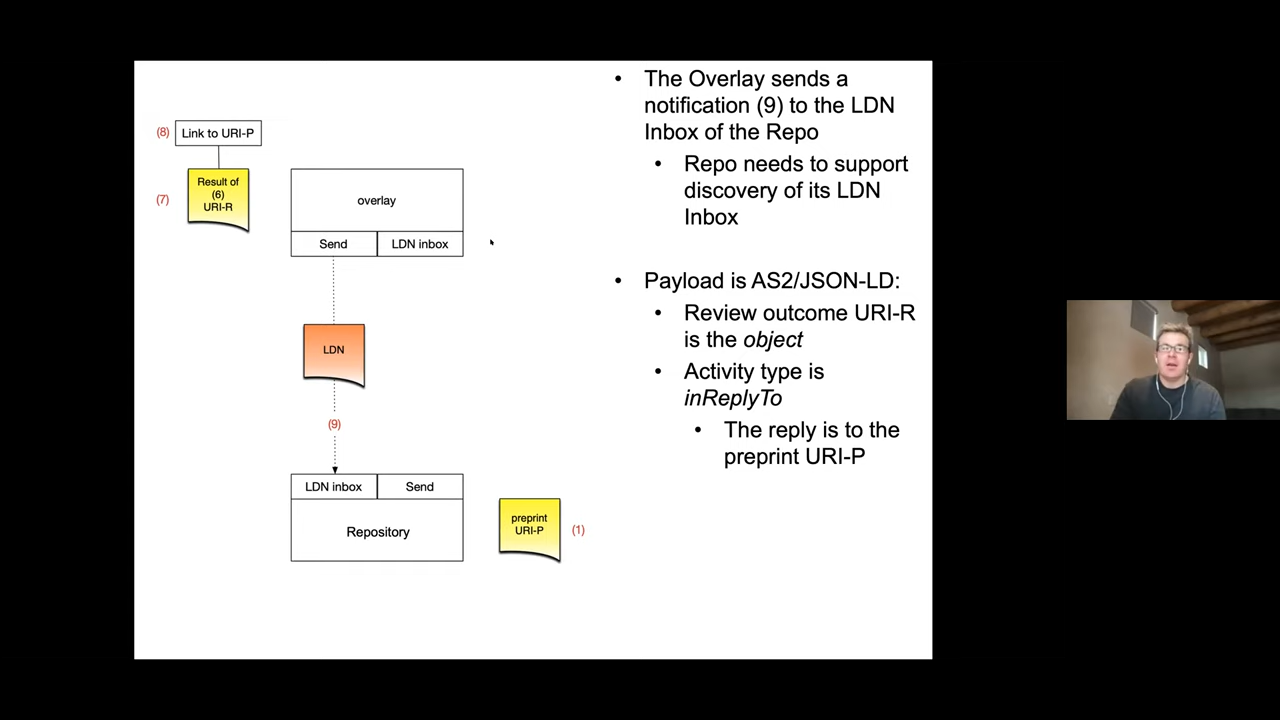 (8) Link to URI-P
(7)
Result of
(6)
URI-R
overlay
Send
LDN inbox
LDN
(9)
LDN inbox
Send
Repository
preprint
URI-P
(1)
• The Overlay sends a
notification (9) to the LDN
Inbox of the Repo
• Repo needs to support
discovery of its LDN
Inbox
• Payload is AS2/JSON-LD:
• Review outcome URI-R
is the object
• Activity type is
inReplyTo
• The reply is to the
preprint URI-P